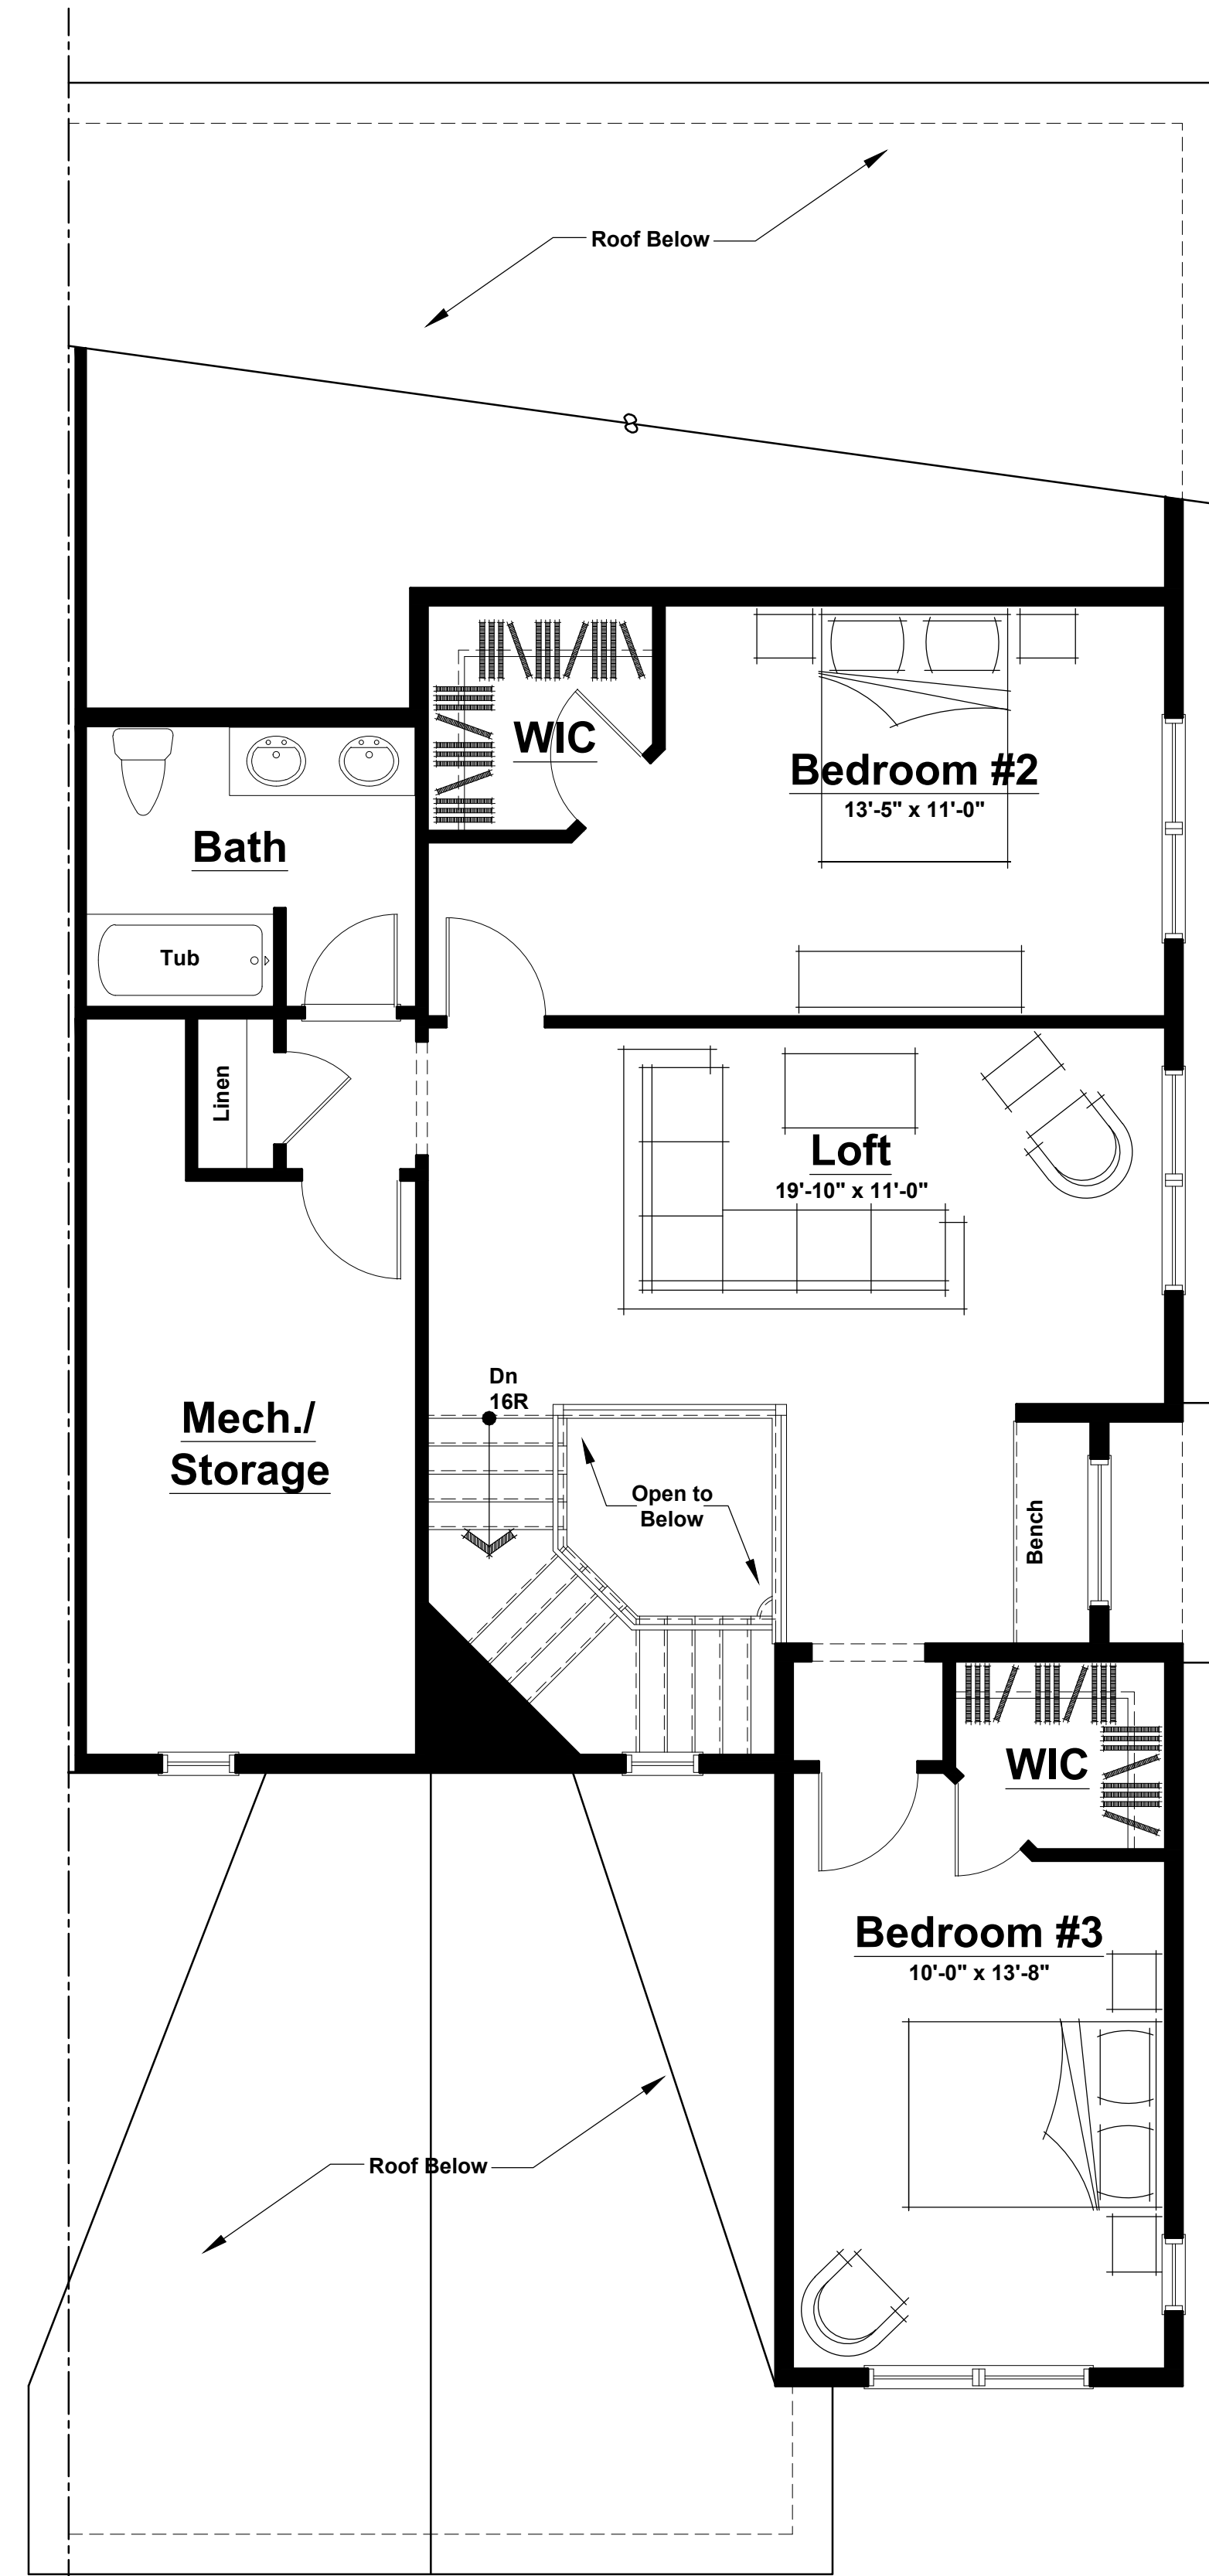 Roof Below
WIC
Bedroom #2
13'-5" x 11'-0"
Bath
Tub
Linen
Loft
19'-10" x 11'-0"
Dn
16R
Mech./
Storage
Open to
Below
Bench
WIC
Bedroom #3
10'-0" x 13'-8"
Roof Below